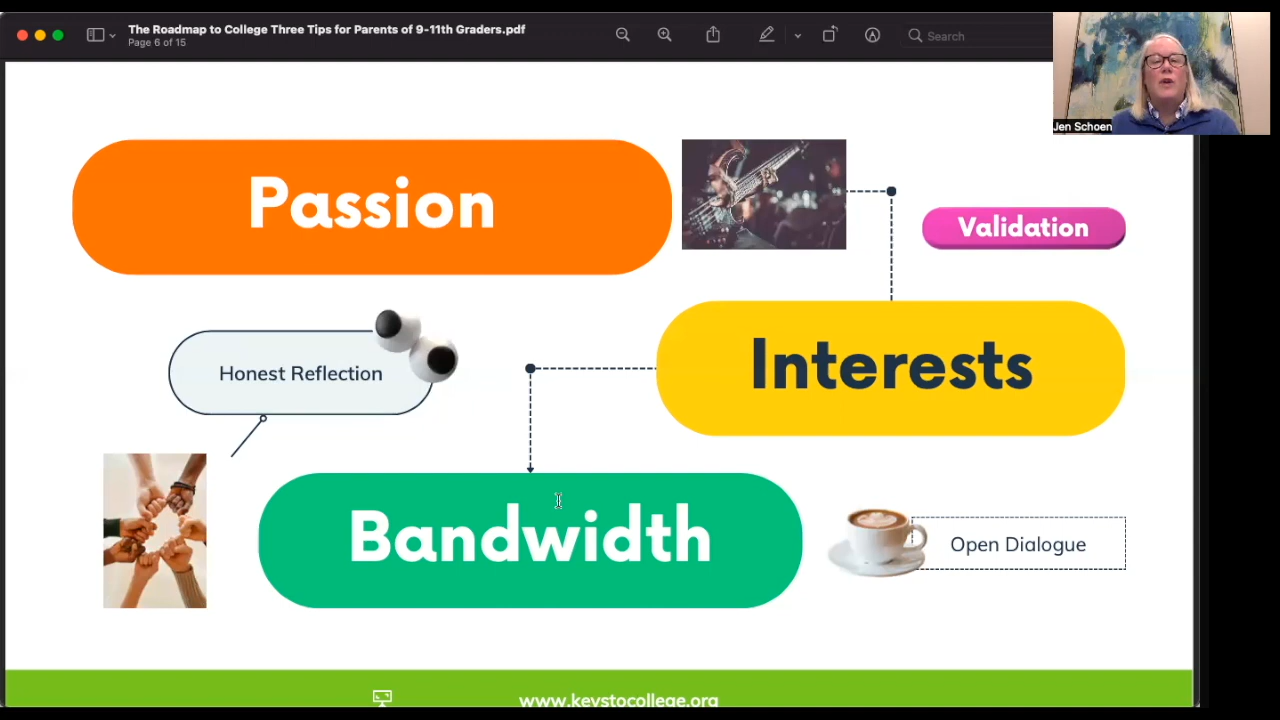 The Roadmap to College Three Tips for Parents of 9-11th Graders.pdf
Page 6 of 15
Search
Jen Schoen
Passion
Validation
Interests
Honest Reflection
Bandwidth
Open Dialogue
www.keystocollege.org